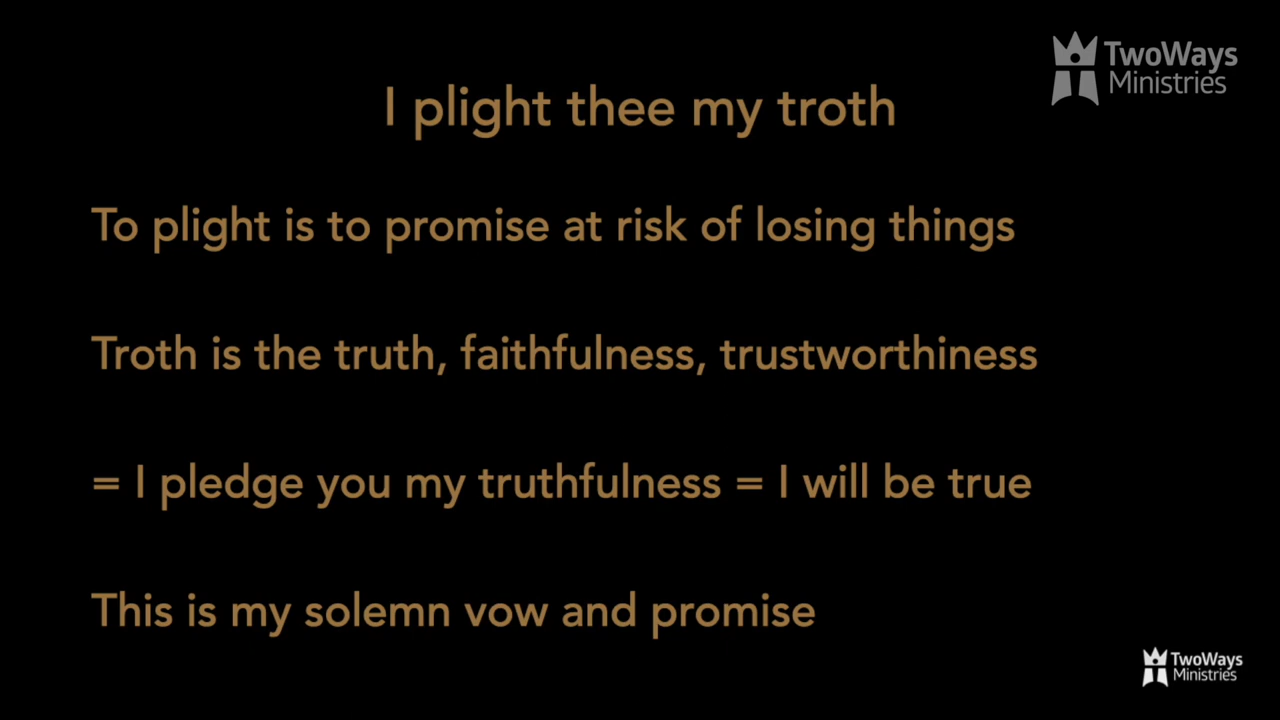 TwoWays
Ministries
I plight thee my troth
To plight is to promise at risk of losing things
Troth is the truth, faithfulness, trustworthiness
= I pledge you my truthfulness = I will be true
This is my solemn vow and promise
TwoWays
Ministries